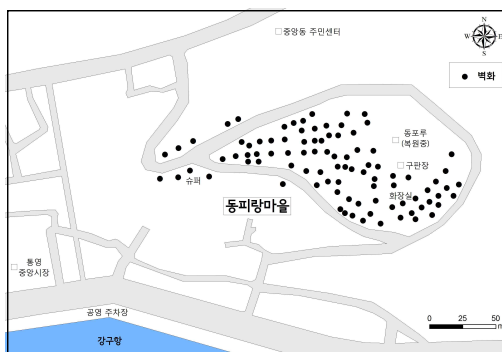 중앙동 주민센터
N
W
E
S
벽화
동포루
(복원중)
구판장
화장실
슈퍼
동피랑마을
통영
중앙시장
공영 주차장
강구항
0 25 50
m